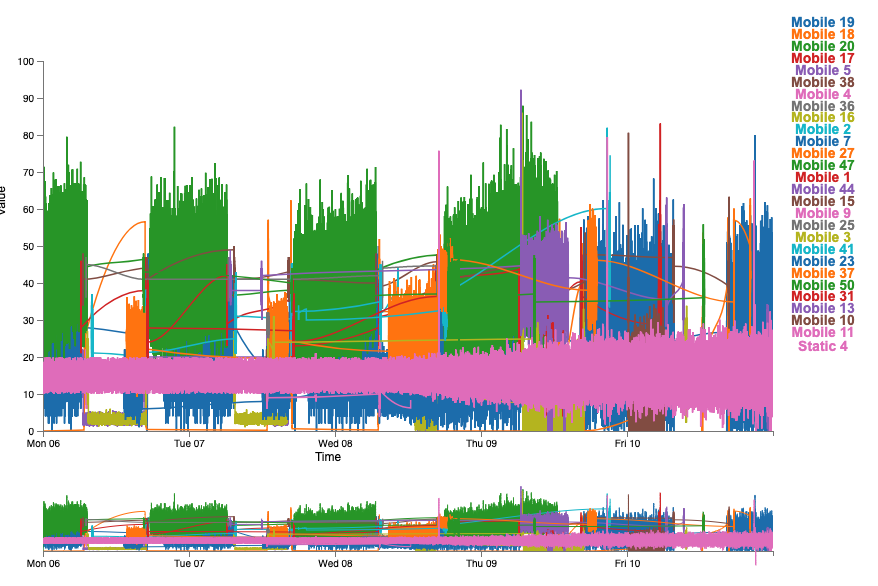 Mobile 19
Mobile 18
Mobile 20
Mobile 17
Mobile 5
Mobile 38
Mobile 4
Mobile 36
Mobile 16
Mobile 2
Mobile 7
Mobile 27
Mobile 47
Mobile 1
Mobile 44
Mobile 15
Mobile 9
Mobile 25
Mobile 3
Mobile 41
Mobile 23
Mobile 37
Mobile 50
Mobile 31
Mobile 13
Mobile 10
Mobile 11
Static 4
100
90
80
70
60
50
40
30
20
10
0
Value
Mon 06 Tue 07 Wed 08 Thu 09 Fri 10
Time
Mon 06 Tue 07 Wed 08 Thu 09 Fri 10